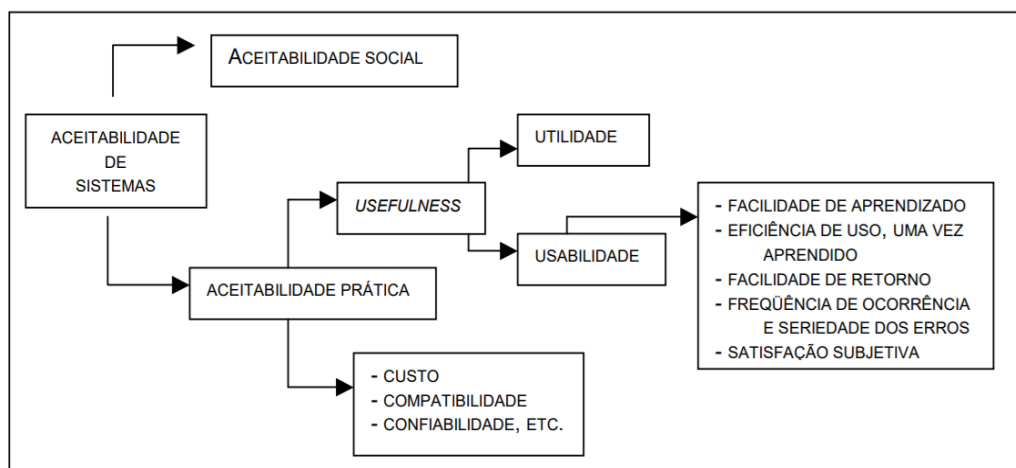 ACEITABILIDADE SOCIAL
ACEITABILIDADE
DE
SISTEMAS
UTILIDADE
USEFULNESS
USABILIDADE
- FACILIDADE DE APRENDIZADO
- EFICIÊNCIA DE USO, UMA VEZ
APRENDIDO
- FACILIDADE DE RETORNO
- FREQÜÊNCIA DE OCORRÊNCIA
E SERIEDADE DOS ERROS
- SATISFAÇÃO SUBJETIVA
ACEITABILIDADE PRÁTICA
- CUSTO
- COMPATIBILIDADE
- CONFIABILIDADE, ETC.